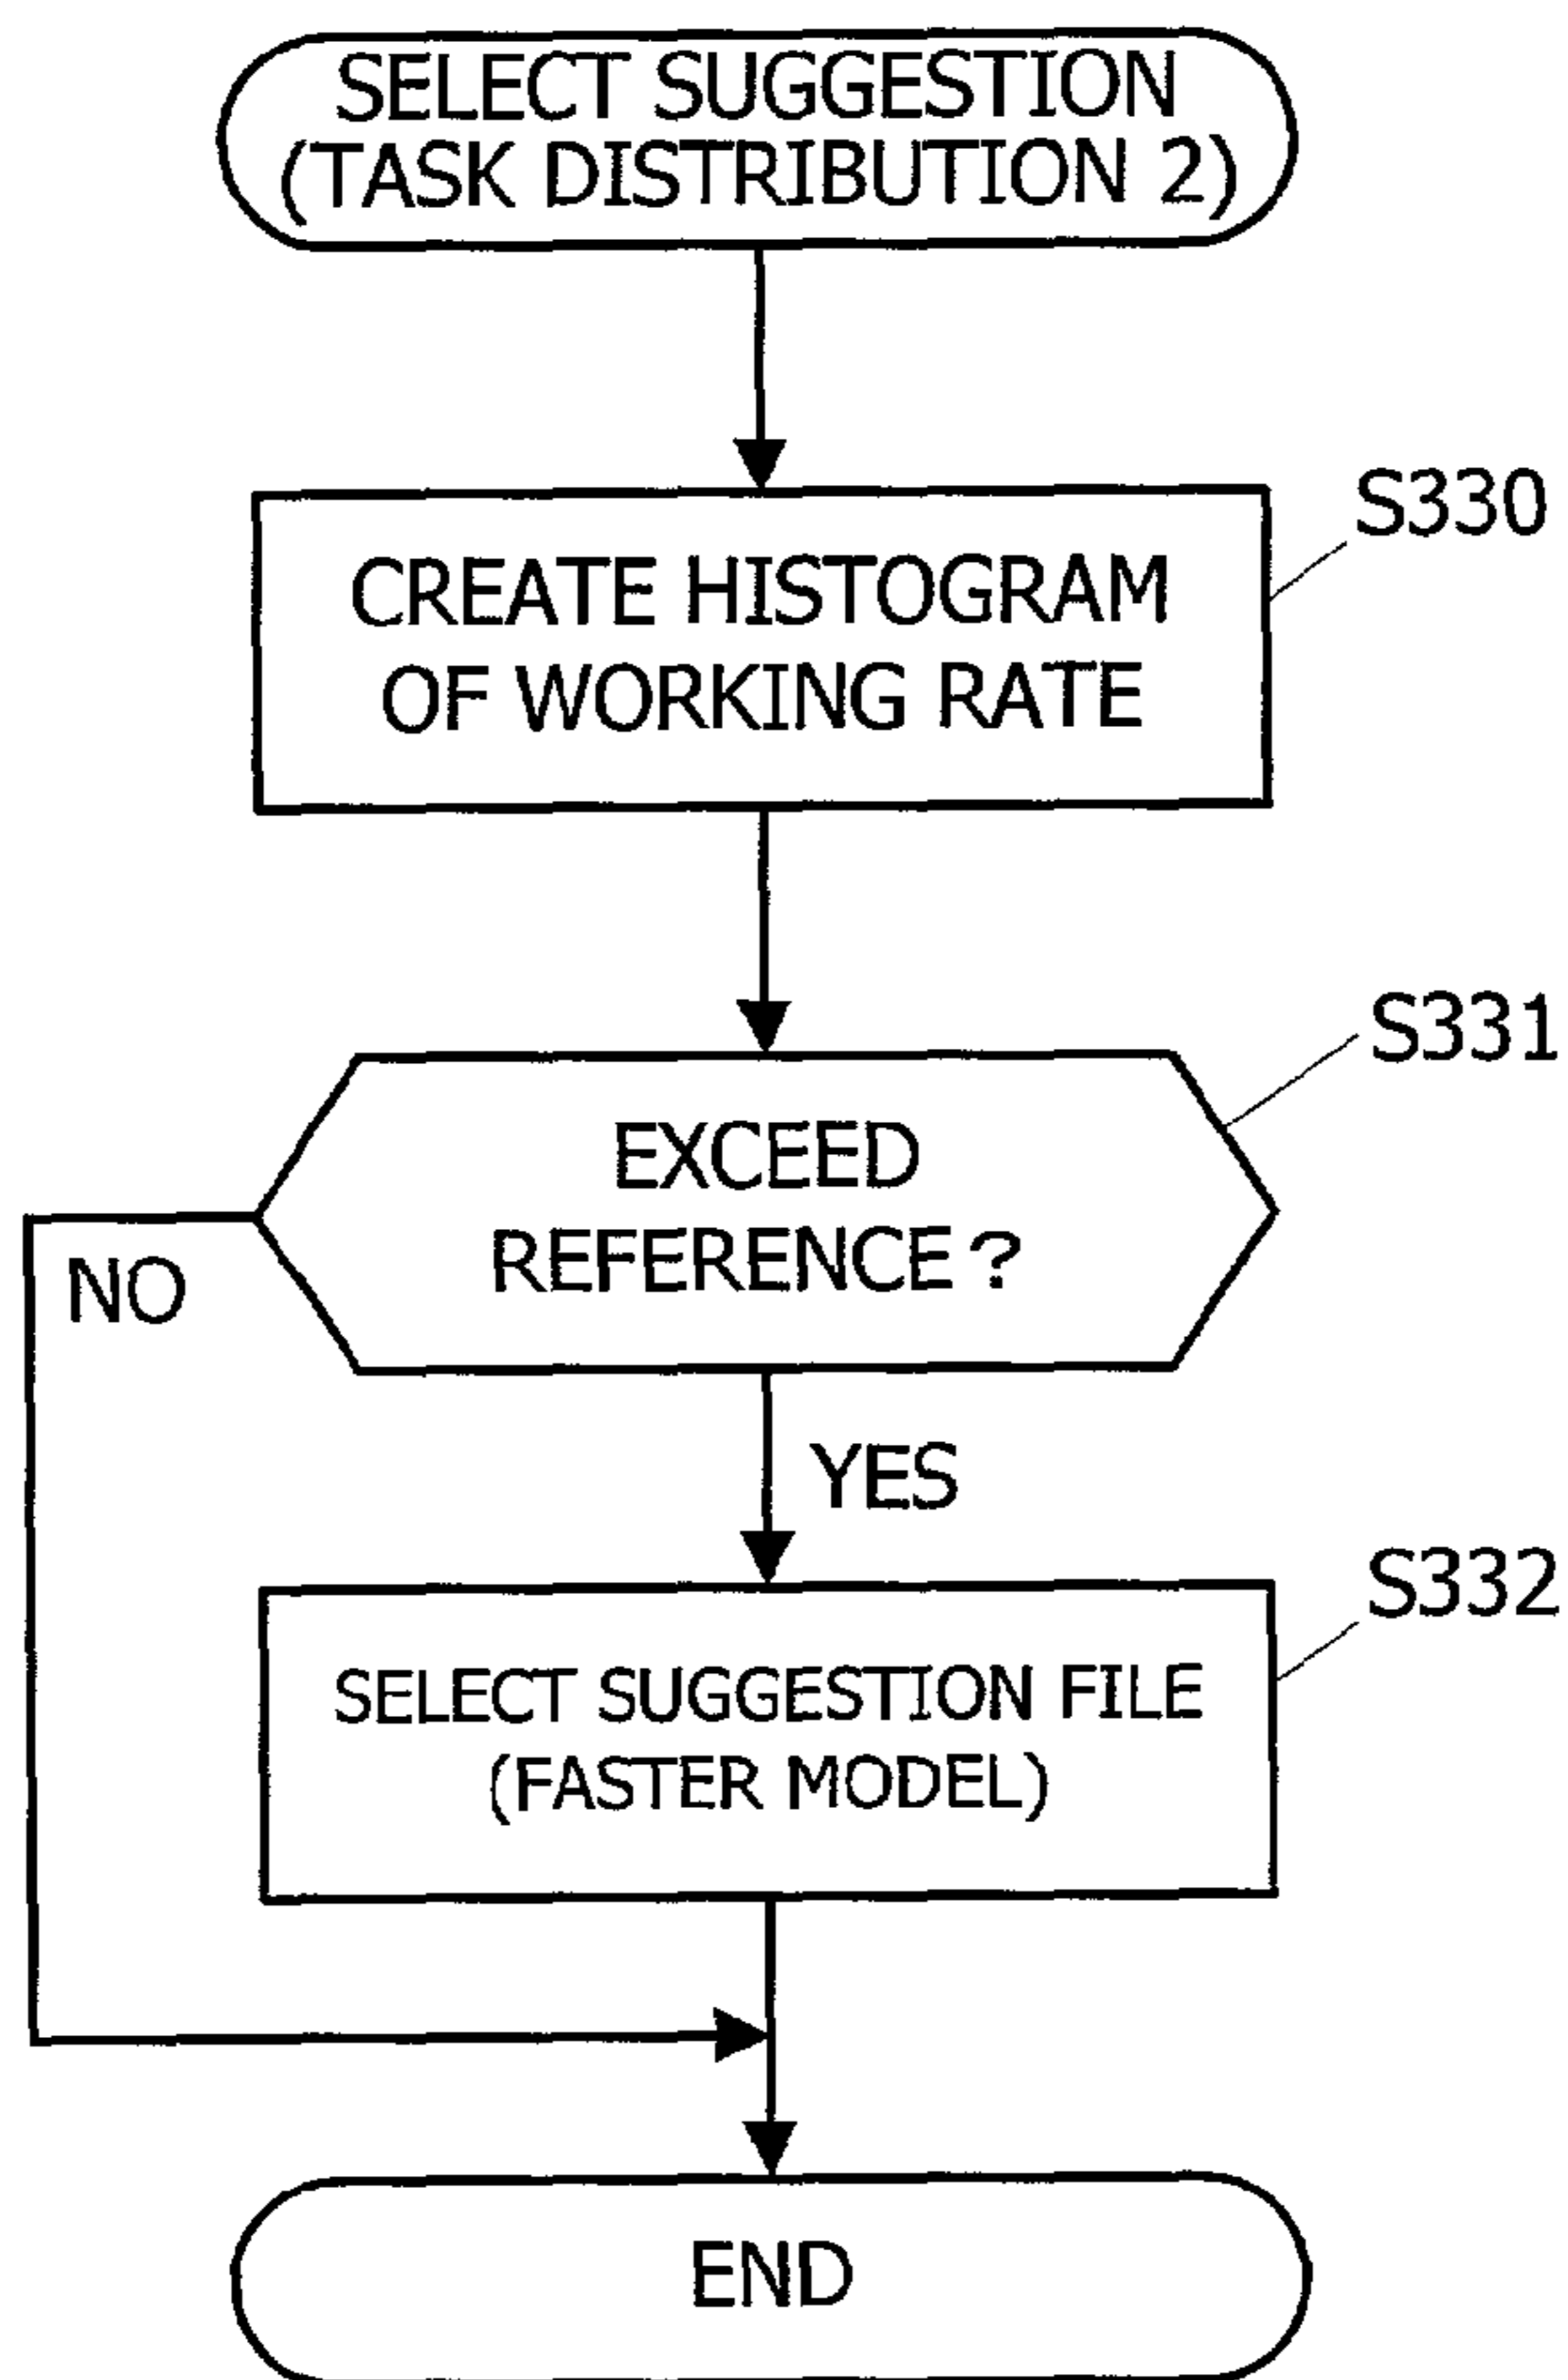 SELECT SUGGESTION
(TASK DISTRIBUTION 2)
S330
CREATE HISTOGRAM
OF WORKING RATE
S331
EXCEED
REFERENCE?
NO
YES
S332
SELECT SUGGESTION FILE
(FASTER MODEL)
END